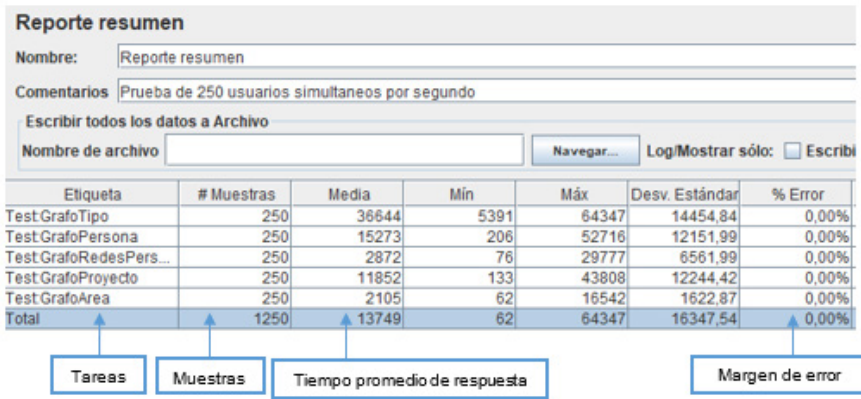 Reporte resumen
Nombre: Reporte resumen
Comentarios Prueba de 250 usuarios simultaneos por segundo
Escribir todos los datos a Archivo
Nombre de archivo Navegar... Log/Mostrar sólo: Escribi
Etiqueta # Muestras Media Mín Máx Desv. Estándar % Error
Test:GrafoTipo 250 36644 5391 64347 14454,84 0,00%
Test:GrafoPersona 250 15273 206 52716 12151,99 0,00%
Test:GrafoRedesPers... 250 2872 76 29777 6561,99 0,00%
Test:GrafoProyecto 250 11852 133 43808 12244,42 0,00%
Test:GrafoArea 250 2105 62 16542 1622,87 0,00%
Total 1250 13749 62 64347 16347,54 0,00%
Tareas Muestras Tiempo promedio de respuesta Margen de error